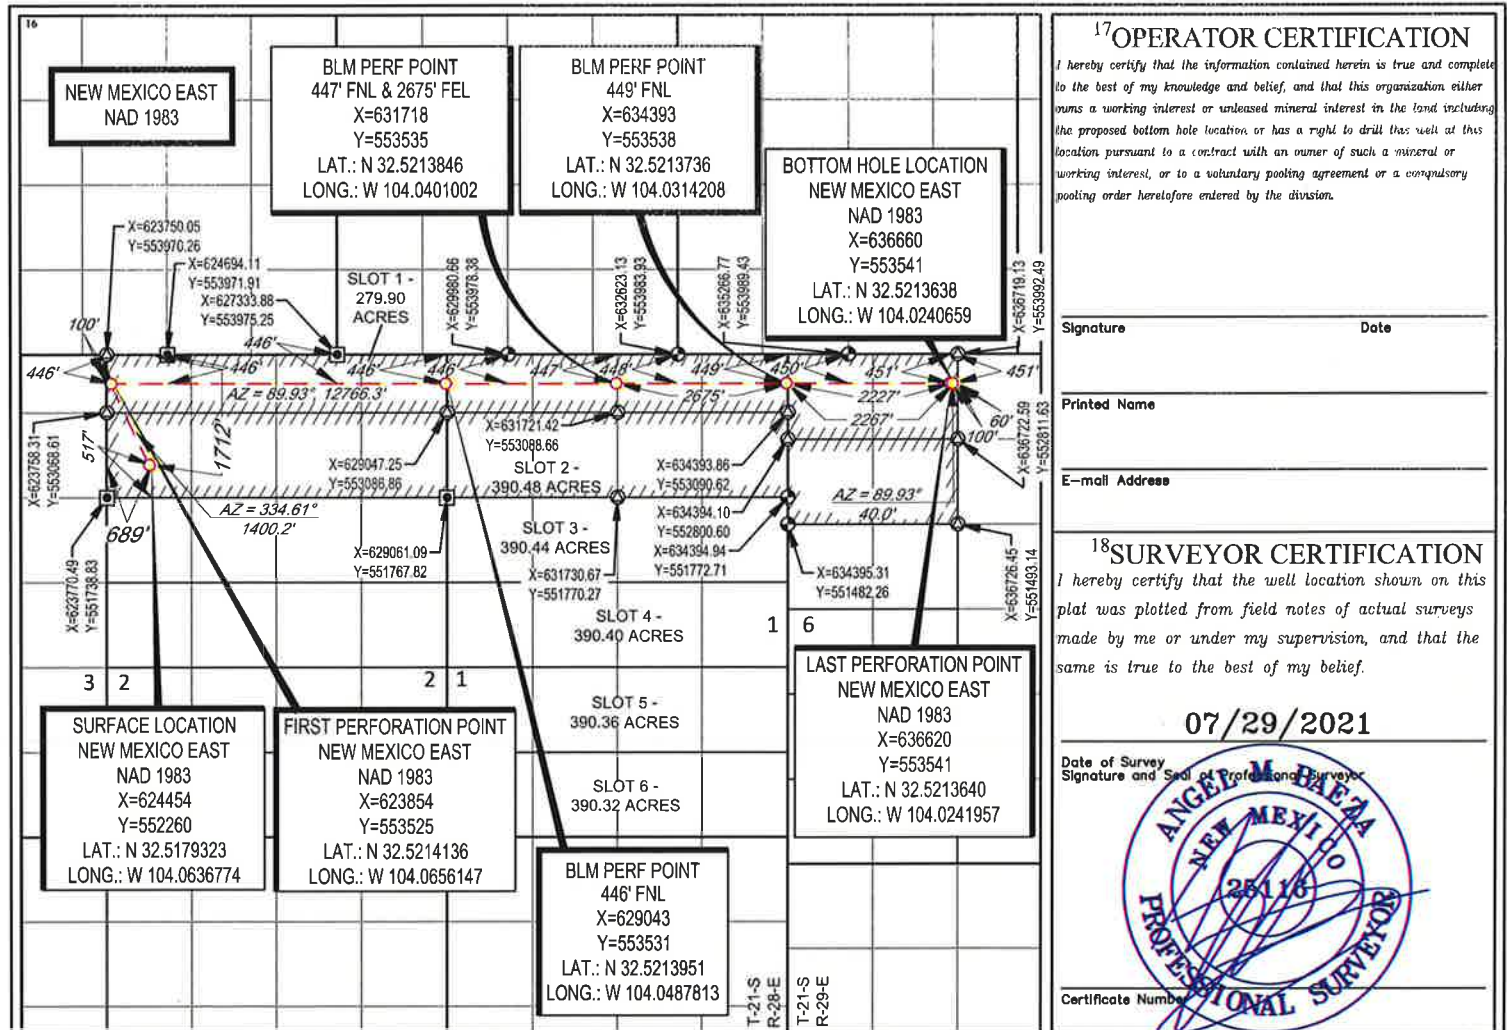 16
NEW MEXICO EAST
NAD 1983
BLM PERF POINT
447' FNL & 2675' FEL
X=631718
Y=553535
LAT.: N 32.5213846
LONG.: W 104.0401002
BLM PERF POINT
449' FNL
X=634393
Y=553538
LAT.: N 32.5213736
LONG.: W 104.0314208
BOTTOM HOLE LOCATION
NEW MEXICO EAST
NAD 1983
X=636660
Y=553541
LAT.: N 32.5213638
LONG.: W 104.0240659
X=623750.05
Y=553970.26
X=624694.11
Y=553971.91
X=627333.88
Y=553975.25
SLOT 1 -
279.90
ACRES
X=629980.66
Y=553978.38
X=632623.13
Y=553983.93
X=635266.77
Y=553989.43
X=636719.13
Y=553992.49
100'
446'
446'
446'
446'
446'
446'
447'
448'
449'
450'
451'
451'
AZ = 89.93°, 12766.3'
2675'
2227'
2267'
60'
100'
X=623758.31
Y=553068.61
517'
1712'
689'
AZ = 334.61°
1400.2'
X=629047.25
Y=553086.86
X=631721.42
Y=553088.66
SLOT 2 -
390.48 ACRES
X=634393.86
Y=553090.62
X=634394.10
Y=552800.60
X=634394.94
Y=551772.71
AZ = 89.93°
40.0'
X=636722.59
Y=552811.63
X=623770.49
Y=551738.83
X=629061.09
Y=551767.82
SLOT 3 -
390.44 ACRES
X=631730.67
Y=551770.27
X=634395.31
Y=551482.26
X=636726.45
Y=551493.14
SLOT 4 -
390.40 ACRES
1 6
3 2
2 1
SLOT 5 -
390.36 ACRES
SLOT 6 -
390.32 ACRES
SURFACE LOCATION
NEW MEXICO EAST
NAD 1983
X=624454
Y=552260
LAT.: N 32.5179323
LONG.: W 104.0636774
FIRST PERFORATION POINT
NEW MEXICO EAST
NAD 1983
X=623854
Y=553525
LAT.: N 32.5214136
LONG.: W 104.0656147
BLM PERF POINT
446' FNL
X=629043
Y=553531
LAT.: N 32.5213951
LONG.: W 104.0487813
LAST PERFORATION POINT
NEW MEXICO EAST
NAD 1983
X=636620
Y=553541
LAT.: N 32.5213640
LONG.: W 104.0241957
T-21-S
R-28-E
T-21-S
R-29-E
17 OPERATOR CERTIFICATION
I hereby certify that the information contained herein is true and complete
to the best of my knowledge and belief, and that this organization either
owns a working interest or unleased mineral interest in the land including
the proposed bottom hole location or has a right to drill this well at this
location pursuant to a contract with an owner of such a mineral or
working interest, or to a voluntary pooling agreement or a compulsory
pooling order heretofore entered by the division.
Signature Date
Printed Name
E-mail Address
18 SURVEYOR CERTIFICATION
I hereby certify that the well location shown on this
plat was plotted from field notes of actual surveys
made by me or under my supervision, and that the
same is true to the best of my belief.
07/29/2021
Date of Survey
Signature and Seal of Professional Surveyor
ANGEL M. BAEZA
NEW MEXICO
25116
PROFESSIONAL SURVEYOR
Certificate Number